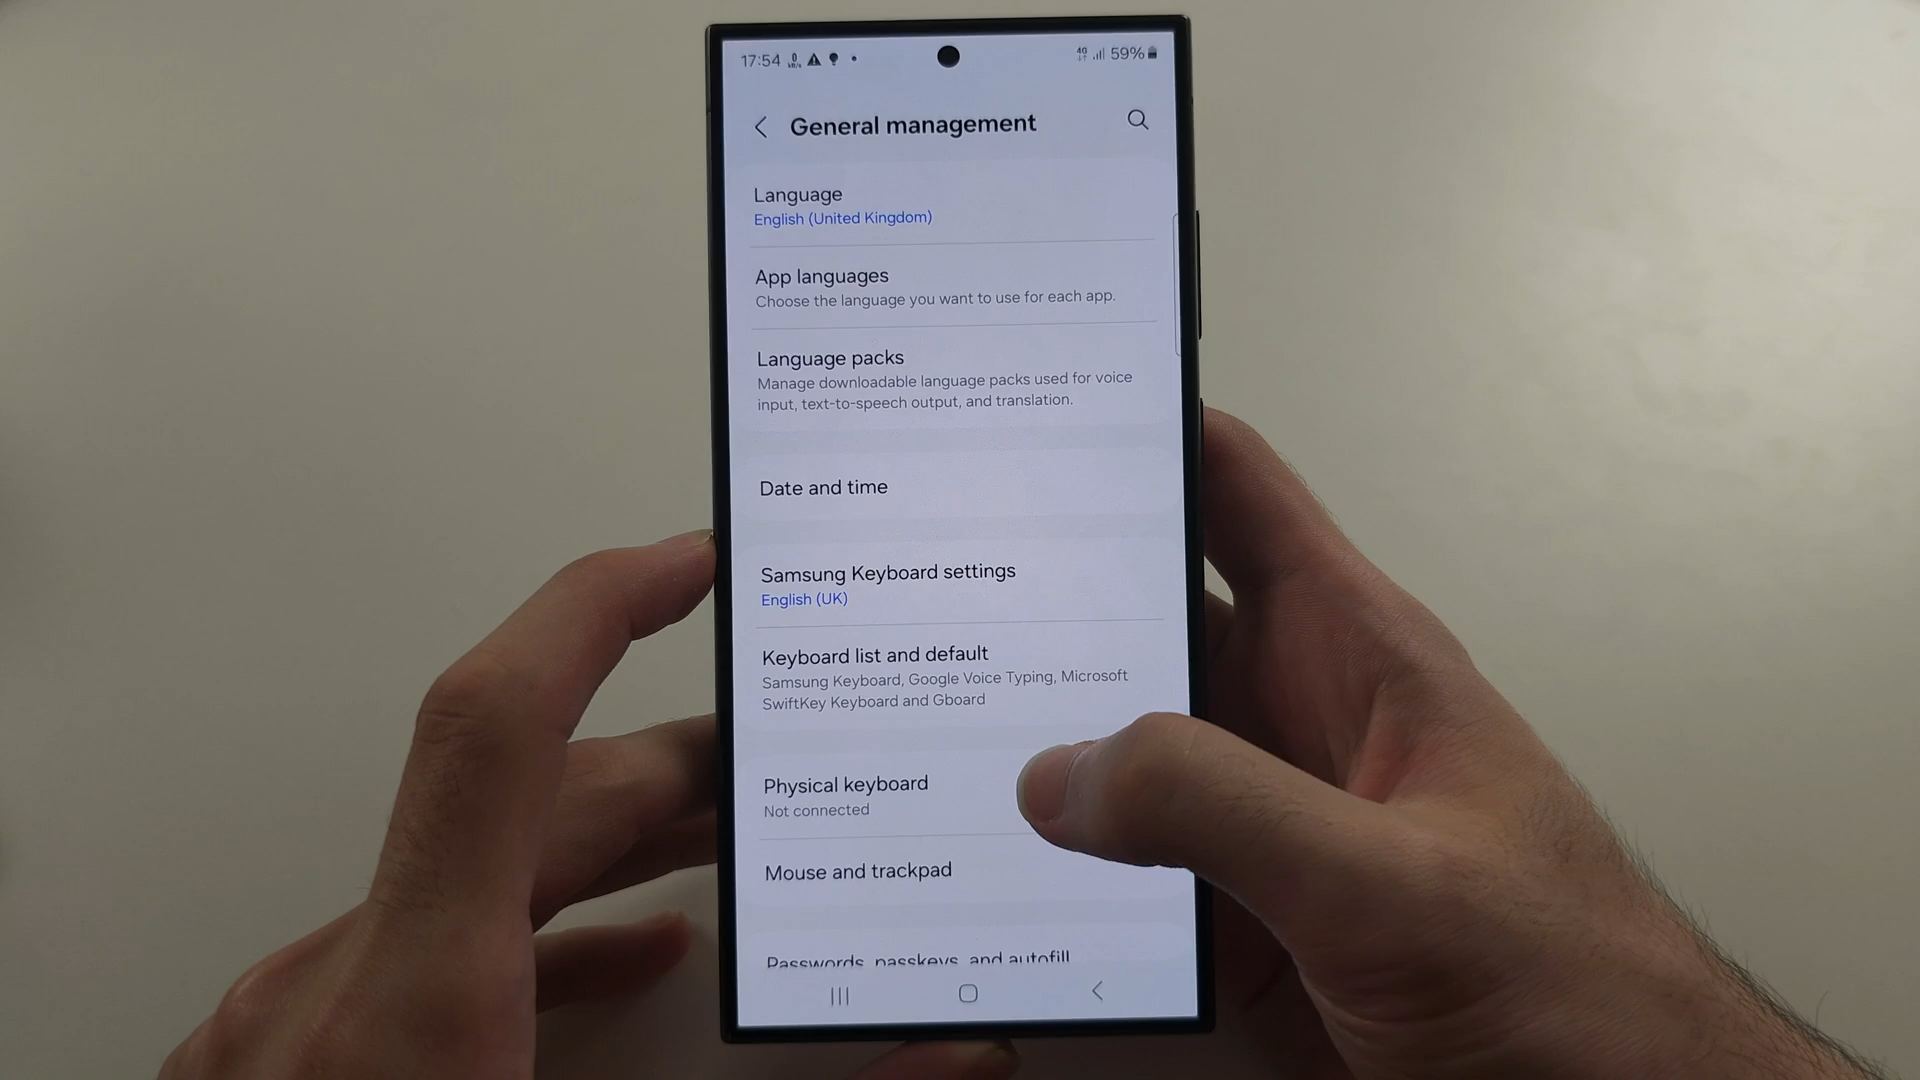 17:54
4G 59%
General management
Language
English (United Kingdom)
App languages
Choose the language you want to use for each app.
Language packs
Manage downloadable language packs used for voice
input, text-to-speech output, and translation.
Date and time
Samsung Keyboard settings
English (UK)
Keyboard list and default
Samsung Keyboard, Google Voice Typing, Microsoft
SwiftKey Keyboard and Gboard
Physical keyboard
Not connected
Mouse and trackpad
Passwords, passkeys, and autofill